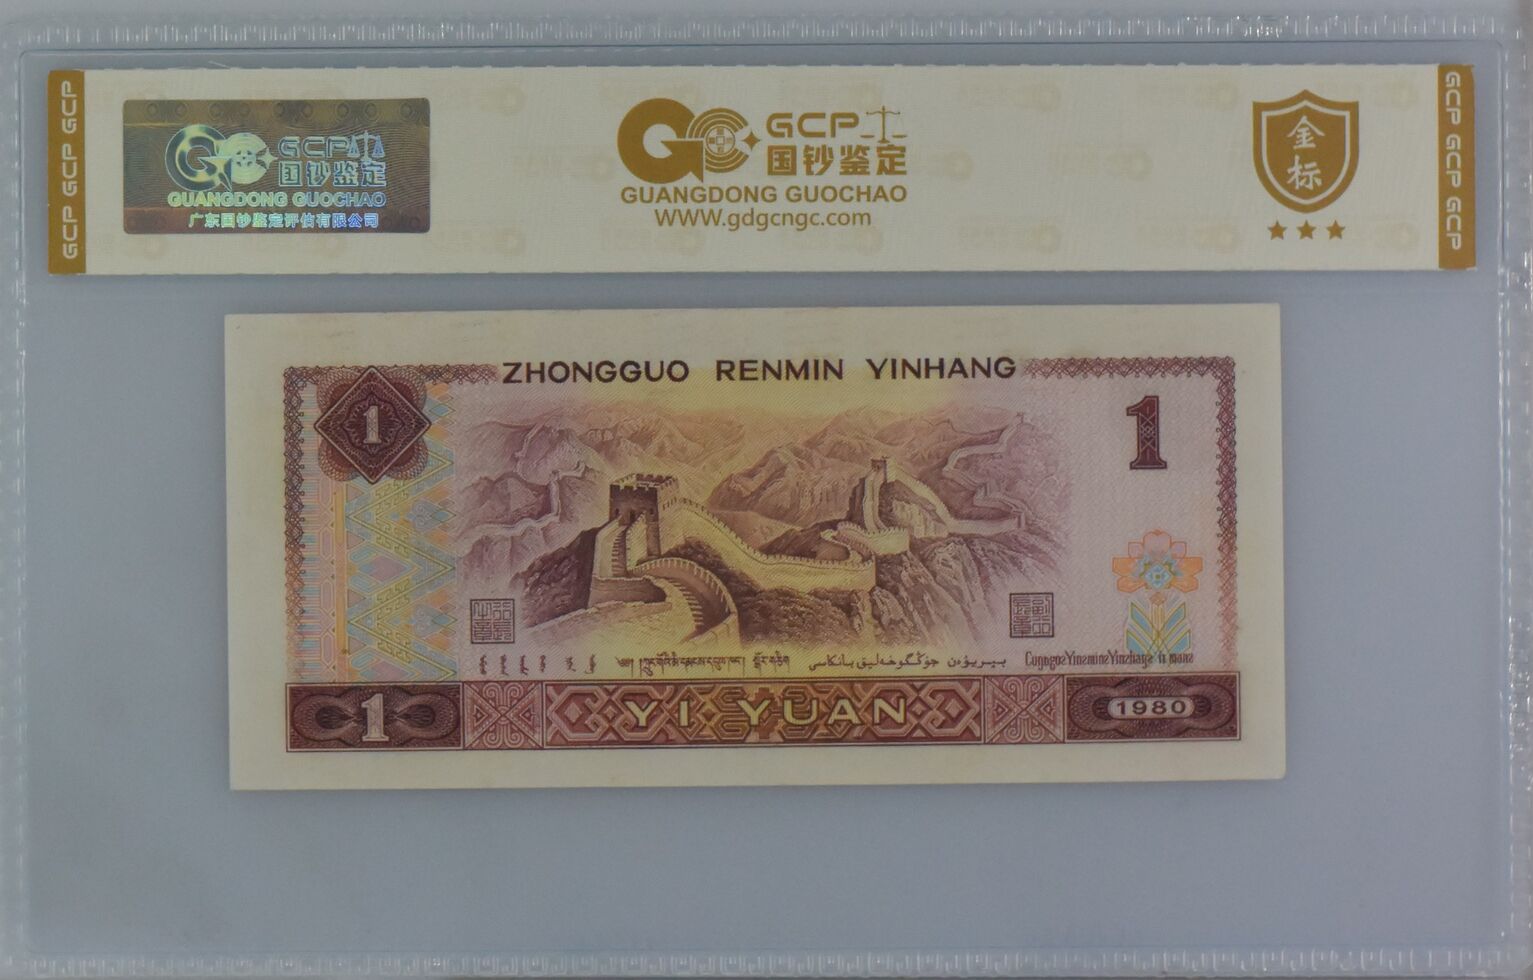 GCP GCP GCP
GCP
国钞鉴定
GUANGDONG GUOCHAO
广东国钞鉴定评估有限公司
GCP
国钞鉴定
GUANGDONG GUOCHAO
WWW.gdgcngc.com
金
标
GCP GCP GCP
ZHONGGUO RENMIN YINHANG
1
1
1
YI YUAN
1980